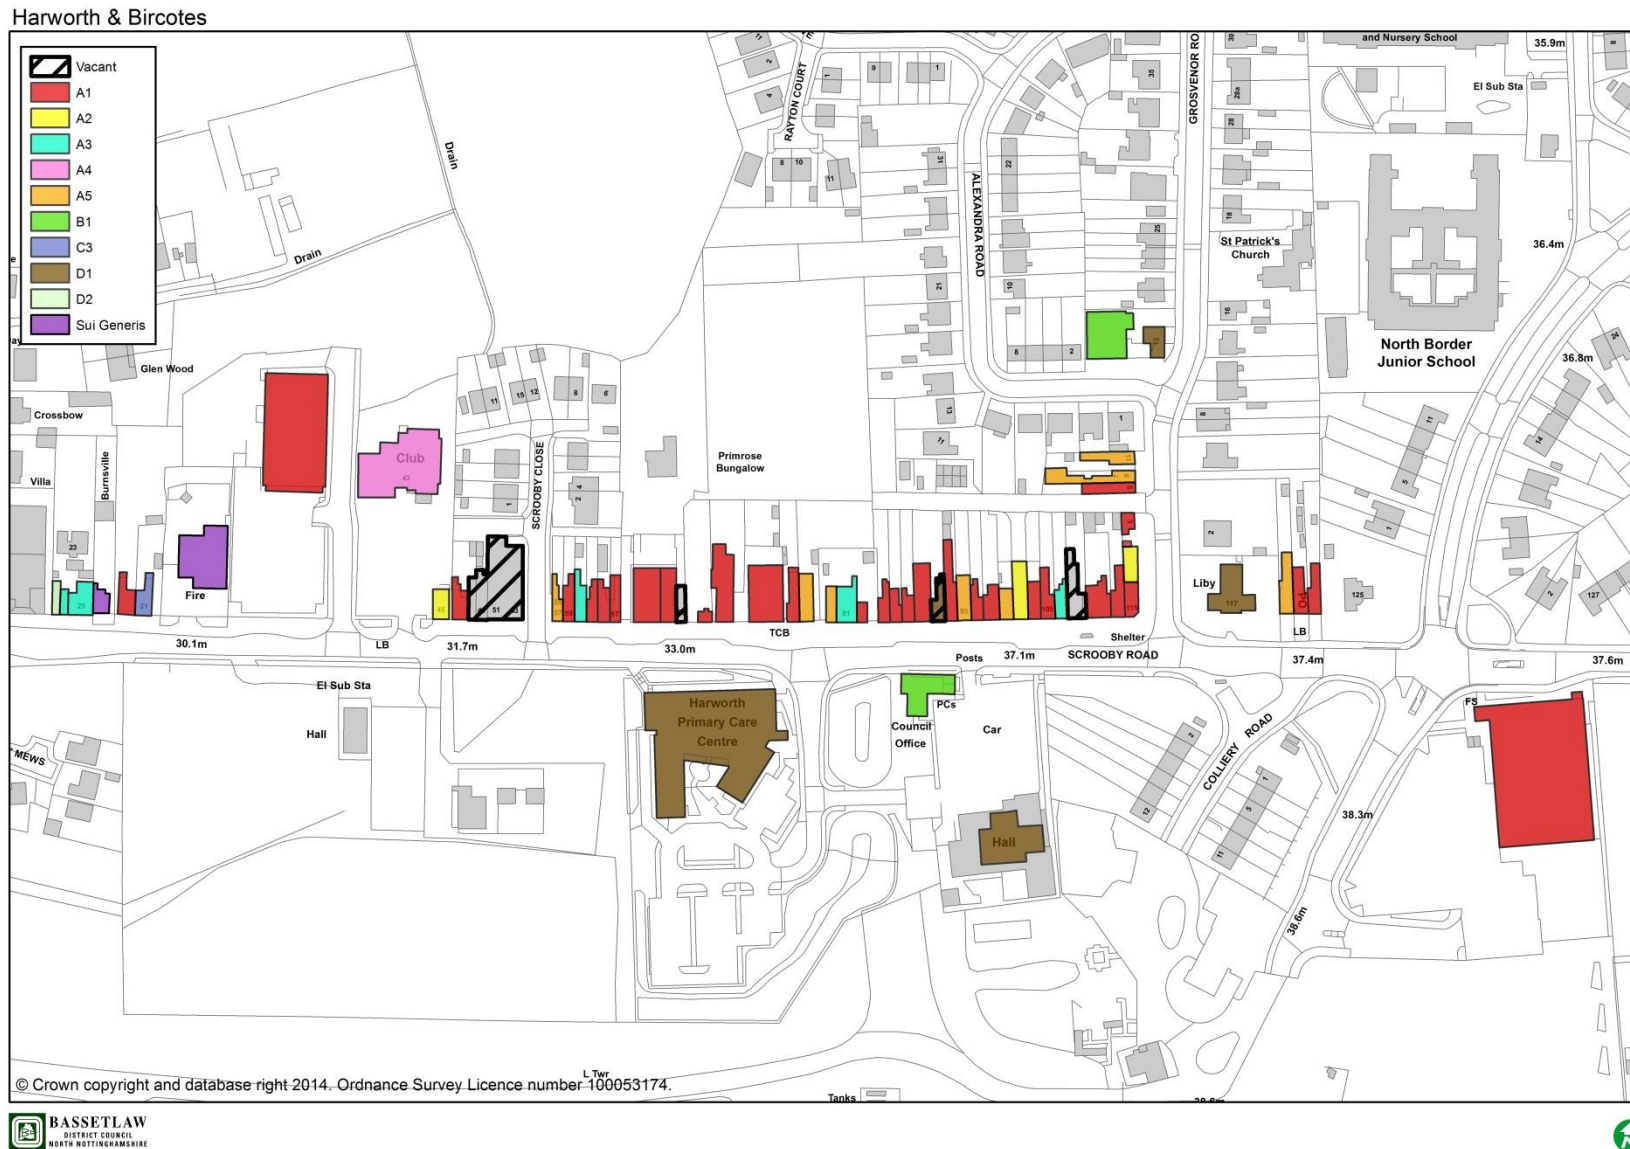 Harworth & Bircotes
Vacant
A1
A2
A3
A4
A5
B1
C3
D1
D2
Sui Generis
Drain
Drain
RAYTON COURT
ALEXANDRA ROAD
GROSVENOR RO
and Nursery School
35.9m
El Sub Sta
St Patrick's
Church
36.4m
North Border
Junior School
36.8m
Glen Wood
Crossbow
Villa
Burnsville
Club
43
SCROOBY CLOSE
Primrose
Bungalow
Fire
Liby
117
PO
125
127
30.1m
LB
31.7m
33.0m
TCB
37.1m
SCROOBY ROAD
Shelter
Posts
LB
37.4m
37.6m
El Sub Sta
Hall
MEWS
Harworth
Primary Care
Centre
Council
Office
PCs
Car
Hall
COLLIERY ROAD
FS
38.3m
38.6m
L Twr
Tanks
© Crown copyright and database right 2014. Ordnance Survey Licence number 100053174.
BASSETLAW
DISTRICT COUNCIL
NORTH NOTTINGHAMSHIRE